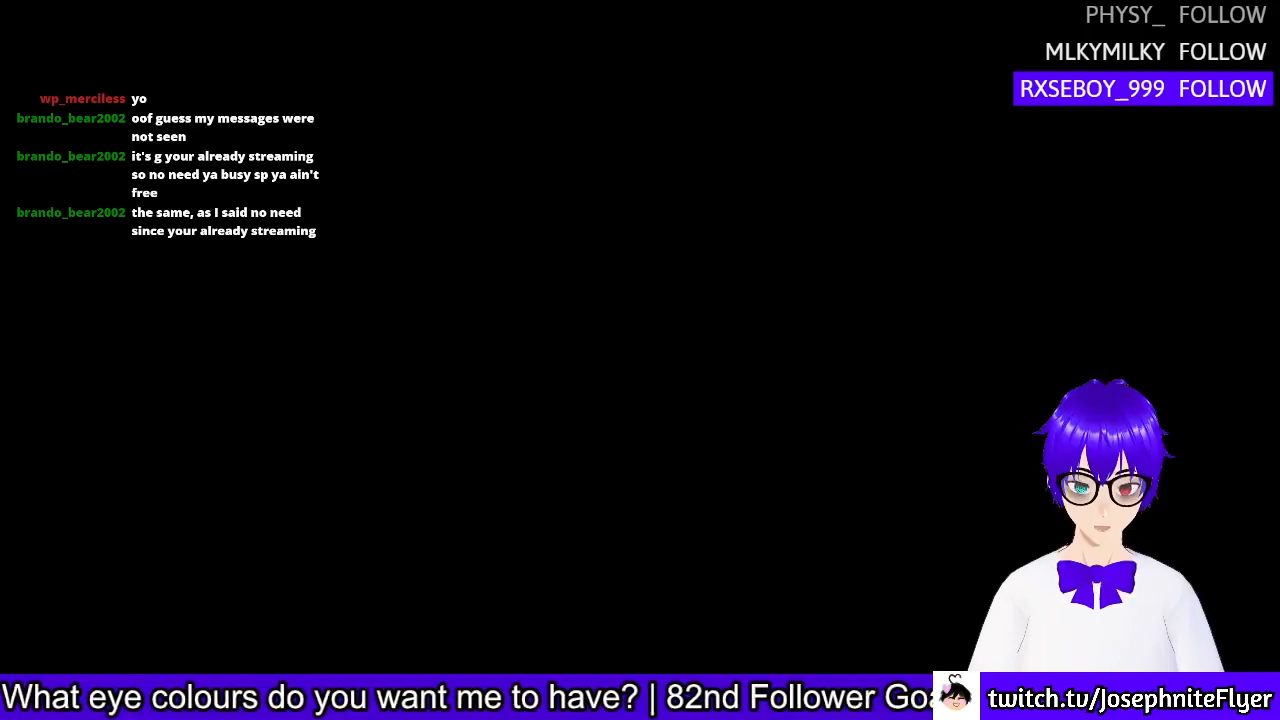 PHYSY_ FOLLOW
MLKYMILKY FOLLOW
RXSEBOY_999 FOLLOW
wp_merciless yo
brando_bear2002 oof guess my messages were
not seen
brando_bear2002 it's g your already streaming
so no need ya busy sp ya ain't
free
brando_bear2002 the same, as I said no need
since your already streaming
What eye colours do you want me to have? | 82nd Follower Goa
twitch.tv/JosephniteFlyer